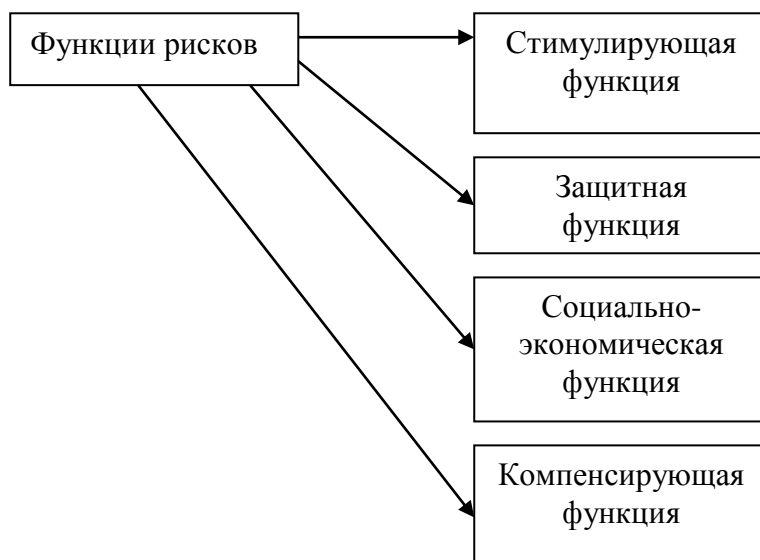 Функции рисков
Стимулирующая
функция
Защитная
функция
Социально-
экономическая
функция
Компенсирующая
функция